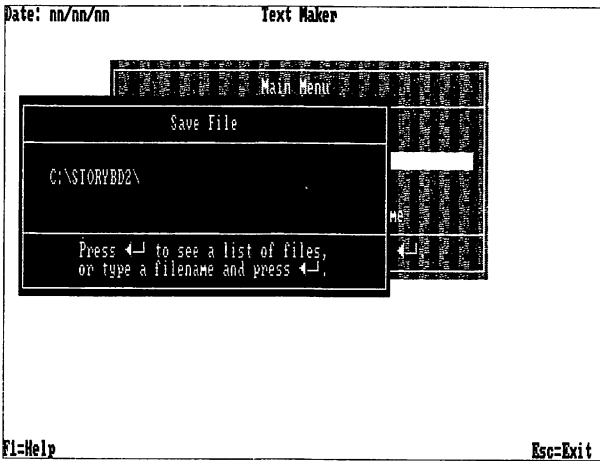 Date: nn/nn/nn Text Maker
Main Menu
Save File
C:\STORYBD2\
me
Press ◄┘ to see a list of files, ◄┘
or type a filename and press ◄┘.
F1=Help Esc=Exit